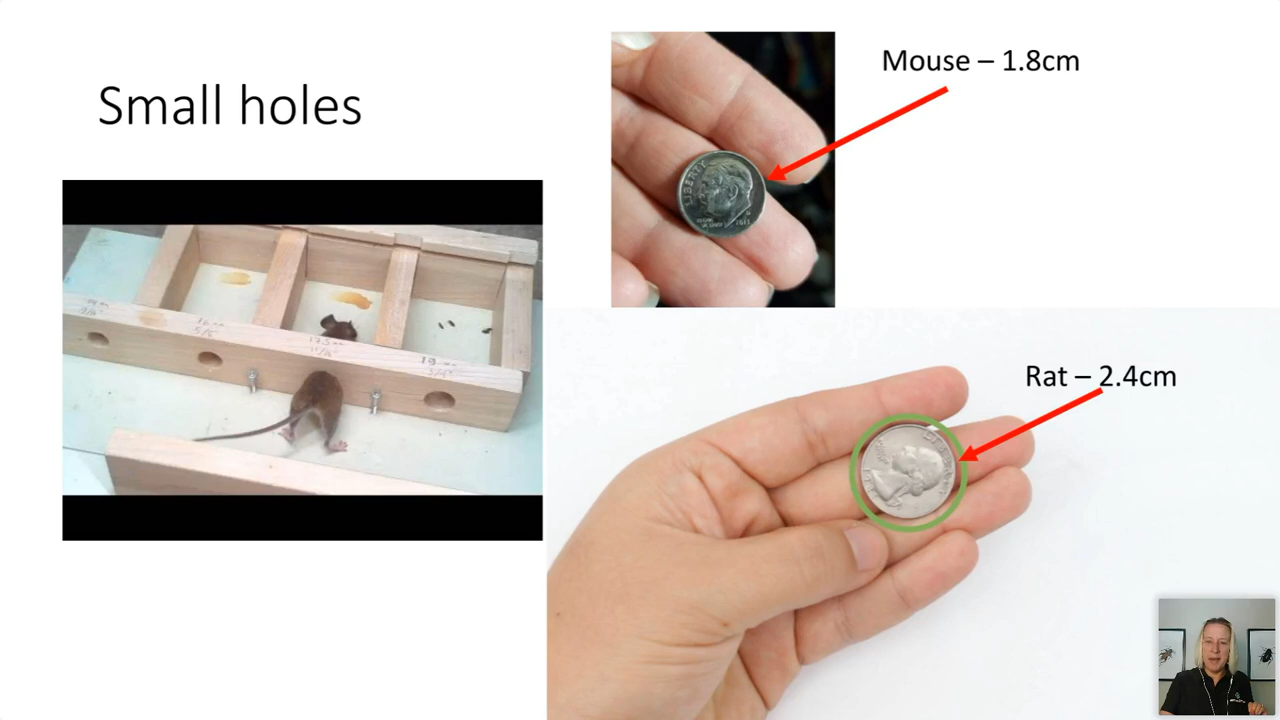 Small holes
Mouse – 1.8cm
LIBERTY
Rat – 2.4cm